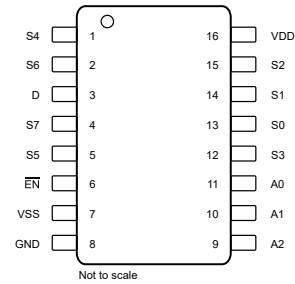 S4 1 16 VDD
S6 2 15 S2
D 3 14 S1
S7 4 13 S0
S5 5 12 S3
E̅N̅ 6 11 A0
VSS 7 10 A1
GND 8 9 A2
Not to scale